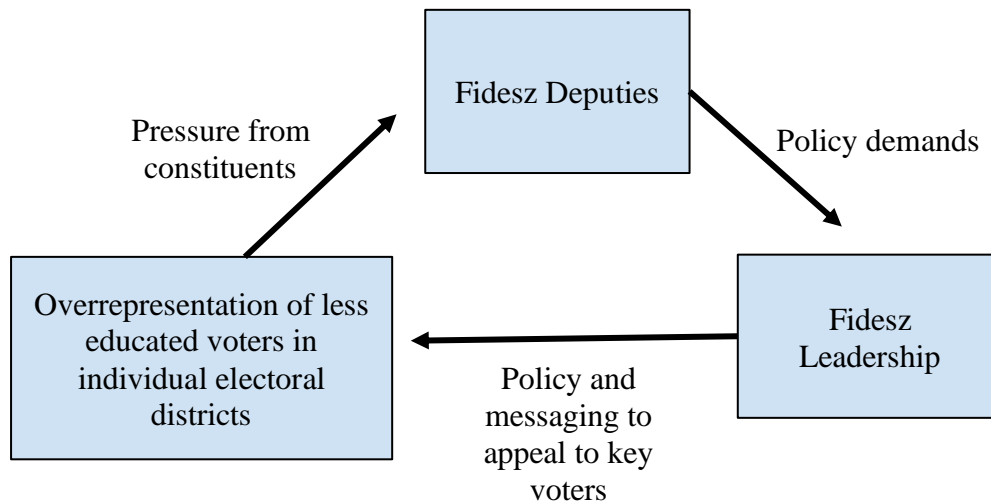 Fidesz Deputies
Pressure from
constituents
Policy demands
Overrepresentation of less
educated voters in
individual electoral
districts
Fidesz
Leadership
Policy and
messaging to
appeal to key
voters